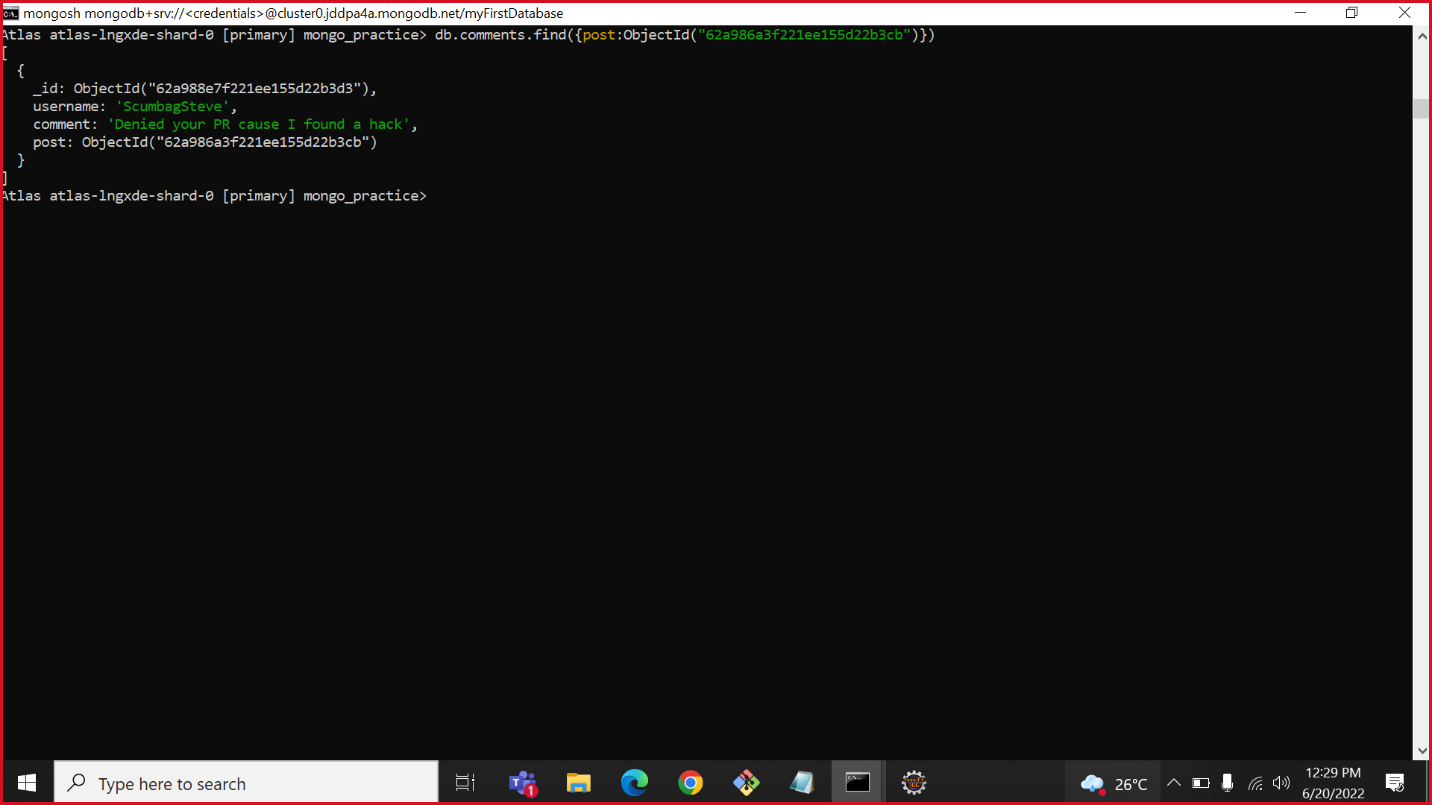 mongosh mongodb+srv://<credentials>@cluster0.jddpa4a.mongodb.net/myFirstDatabase
Atlas atlas-lngxde-shard-0 [primary] mongo_practice> db.comments.find({post:ObjectId("62a986a3f221ee155d22b3cb")})
[
  {
    _id: ObjectId("62a988e7f221ee155d22b3d3"),
    username: 'ScumbagSteve',
    comment: 'Denied your PR cause I found a hack',
    post: ObjectId("62a986a3f221ee155d22b3cb")
  }
]
Atlas atlas-lngxde-shard-0 [primary] mongo_practice>
Type here to search
1
26°C
12:29 PM
6/20/2022